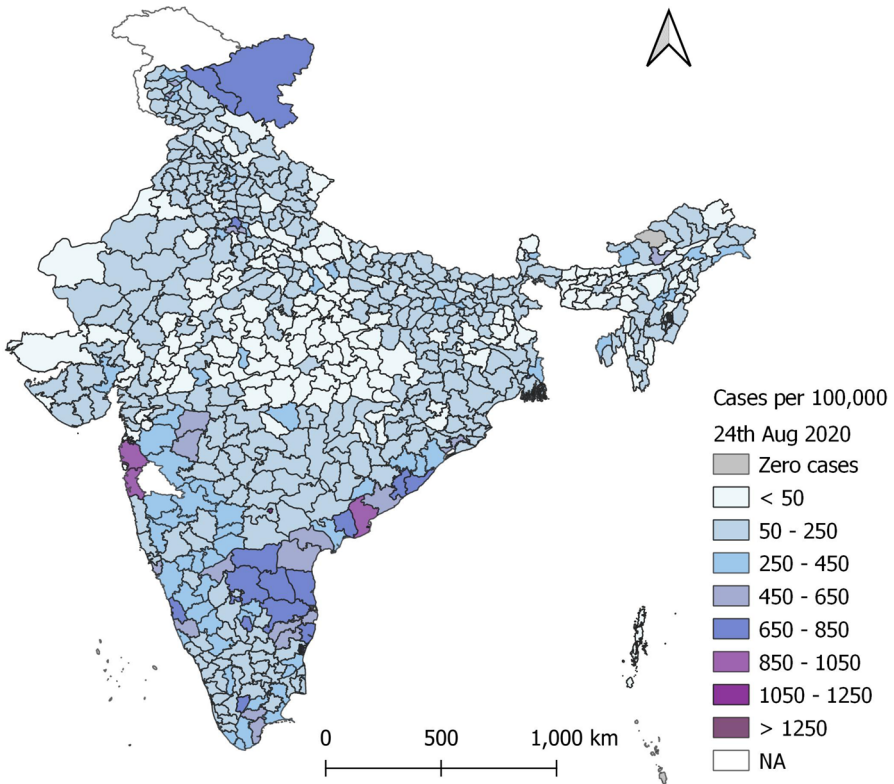 Cases per 100,000
24th Aug 2020
Zero cases
< 50
50 - 250
250 - 450
450 - 650
650 - 850
850 - 1050
1050 - 1250
> 1250
NA
0 500 1,000 km